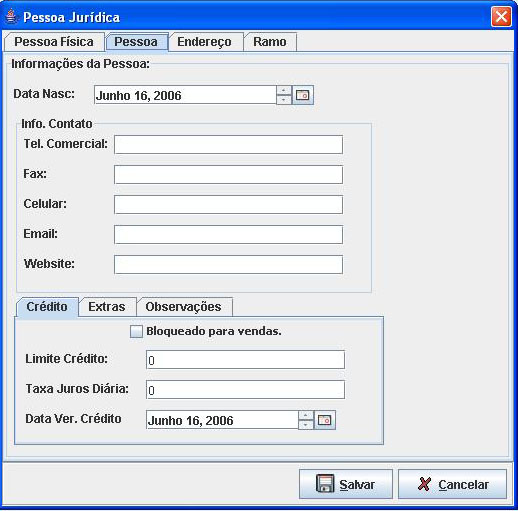 Pessoa Jurídica
Pessoa Física Pessoa Endereço Ramo
Informações da Pessoa:
Data Nasc: Junho 16, 2006
Info. Contato
Tel. Comercial:
Fax:
Celular:
Email:
Website:
Crédito Extras Observações
Bloqueado para vendas.
Limite Crédito: 0
Taxa Juros Diária: 0
Data Ver. Crédito Junho 16, 2006
Salvar Cancelar